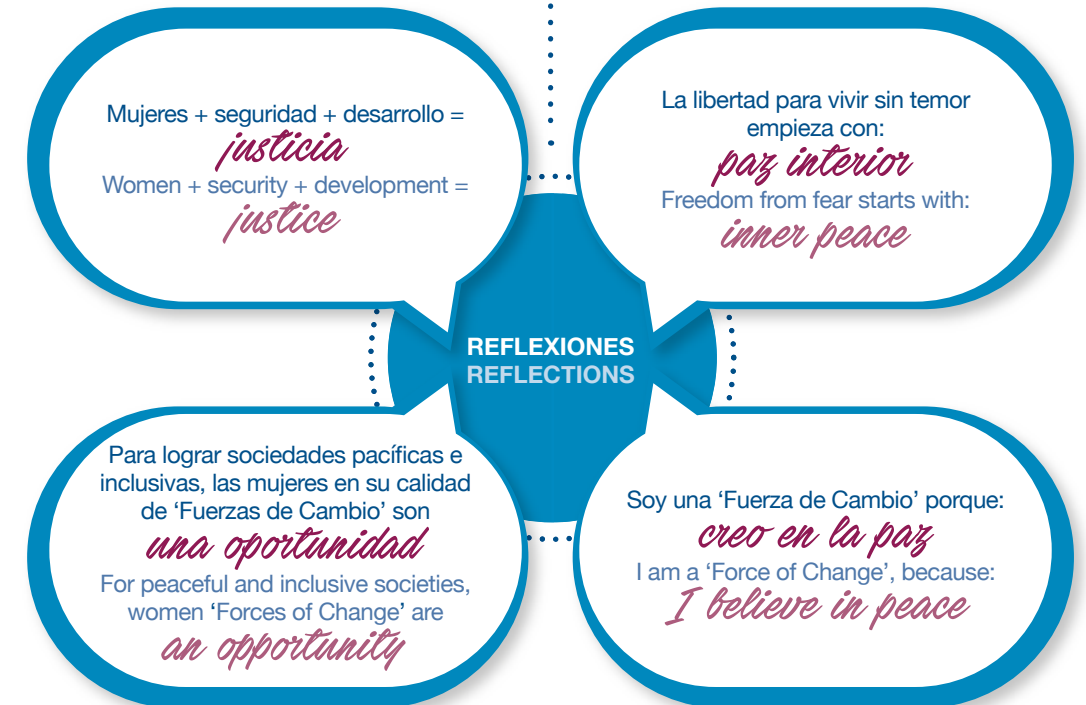 Mujeres + seguridad + desarrollo =
justicia
Women + security + development =
justice
La libertad para vivir sin temor
empieza con:
paz interior
Freedom from fear starts with:
inner peace
REFLEXIONES
REFLECTIONS
Para lograr sociedades pacíficas e
inclusivas, las mujeres en su calidad
de ‘Fuerzas de Cambio’ son
una oportunidad
For peaceful and inclusive societies,
women ‘Forces of Change’ are
an opportunity
Soy una ‘Fuerza de Cambio’ porque:
creo en la paz
I am a ‘Force of Change’, because:
I believe in peace